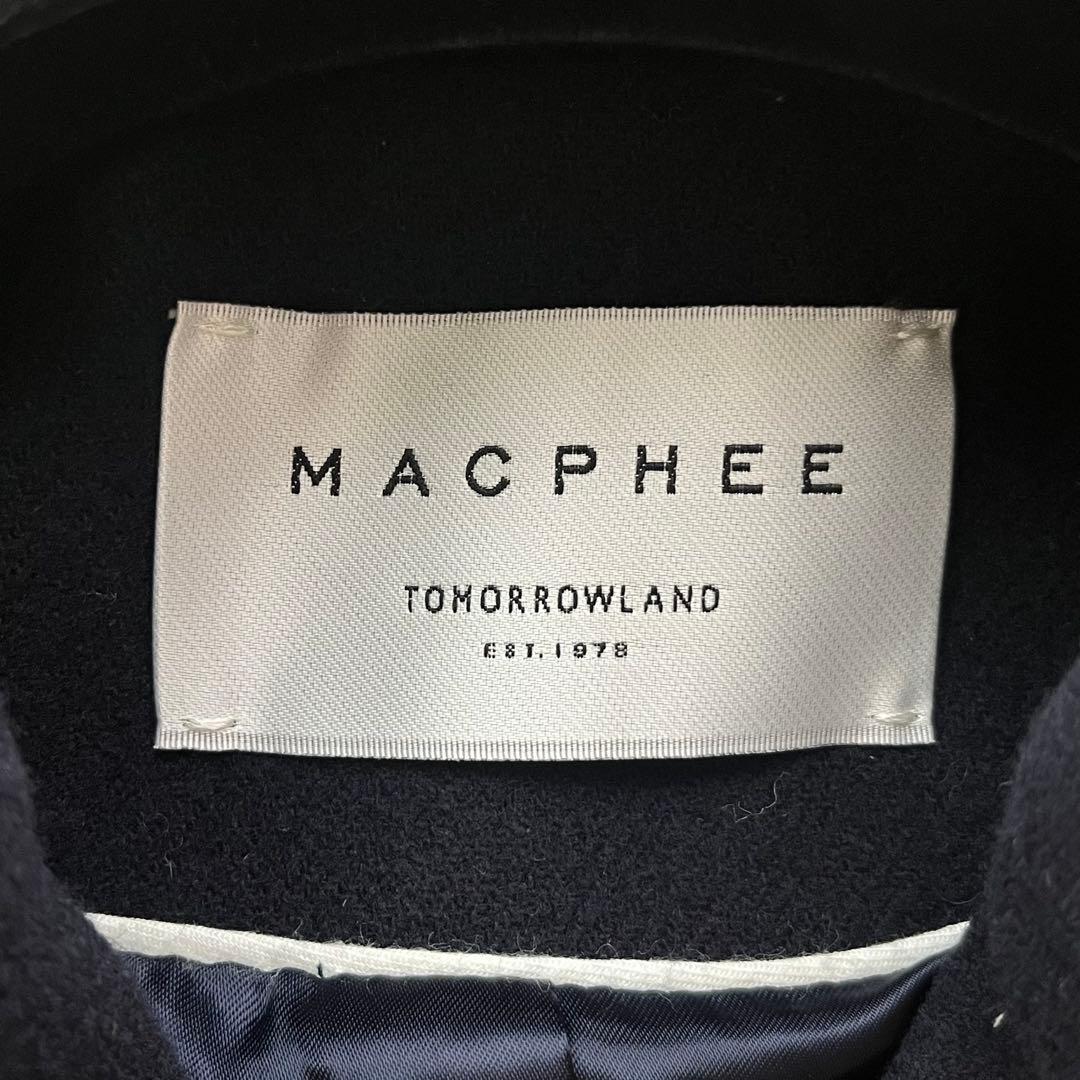 MACPHEE
TOMORROWLAND
EST. 1978